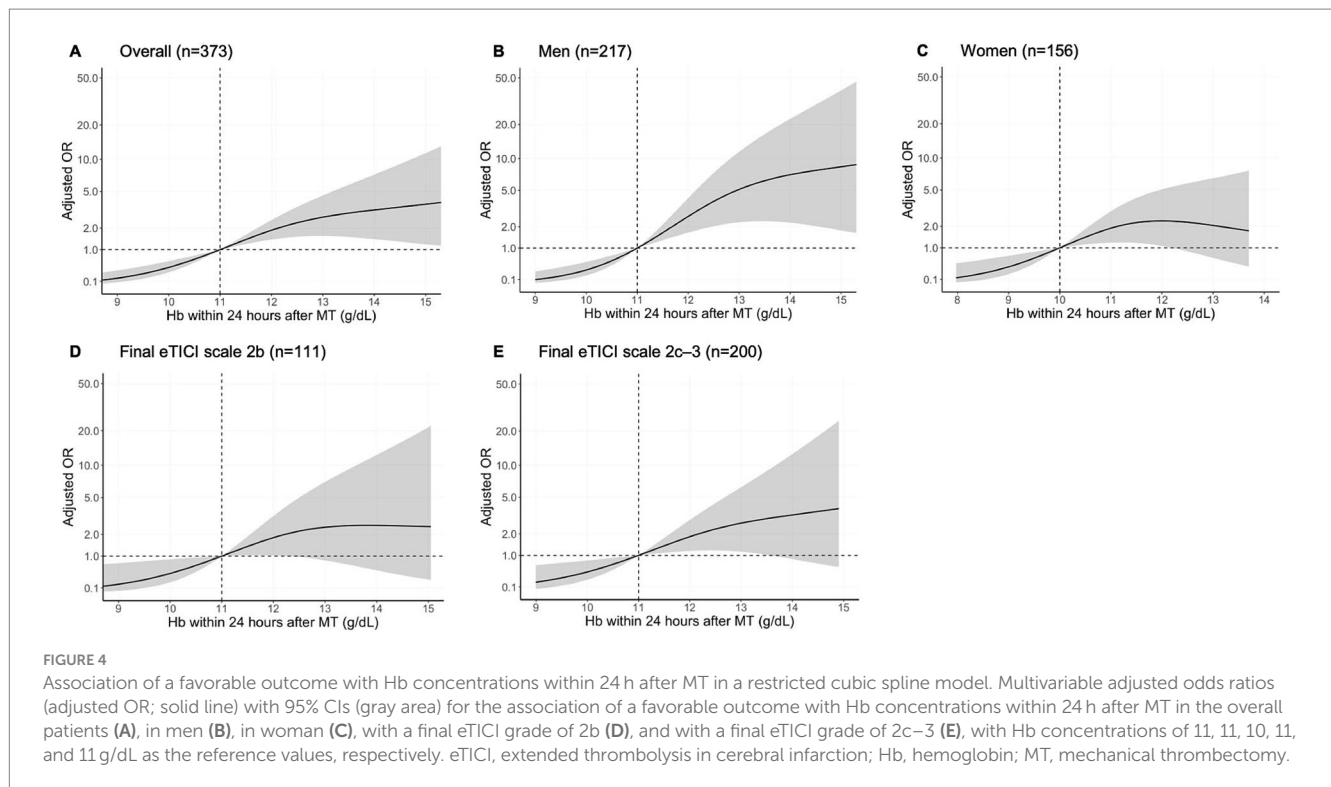 A Overall (n=373)
50.0
20.0
10.0
5.0
2.0
1.0
0.1
Adjusted OR
9 10 11 12 13 14 15
Hb within 24 hours after MT (g/dL)
B Men (n=217)
50.0
20.0
10.0
5.0
2.0
1.0
0.1
Adjusted OR
9 10 11 12 13 14 15
Hb within 24 hours after MT (g/dL)
C Women (n=156)
50.0
20.0
10.0
5.0
2.0
1.0
0.1
Adjusted OR
8 9 10 11 12 13 14
Hb within 24 hours after MT (g/dL)
D Final eTICI scale 2b (n=111)
50.0
20.0
10.0
5.0
2.0
1.0
0.1
Adjusted OR
9 10 11 12 13 14 15
Hb within 24 hours after MT (g/dL)
E Final eTICI scale 2c–3 (n=200)
50.0
20.0
10.0
5.0
2.0
1.0
0.1
Adjusted OR
9 10 11 12 13 14 15
Hb within 24 hours after MT (g/dL)
FIGURE 4
Association of a favorable outcome with Hb concentrations within 24 h after MT in a restricted cubic spline model. Multivariable adjusted odds ratios
(adjusted OR; solid line) with 95% CIs (gray area) for the association of a favorable outcome with Hb concentrations within 24 h after MT in the overall
patients (A), in men (B), in woman (C), with a final eTICI grade of 2b (D), and with a final eTICI grade of 2c–3 (E), with Hb concentrations of 11, 11, 10, 11,
and 11 g/dL as the reference values, respectively. eTICI, extended thrombolysis in cerebral infarction; Hb, hemoglobin; MT, mechanical thrombectomy.